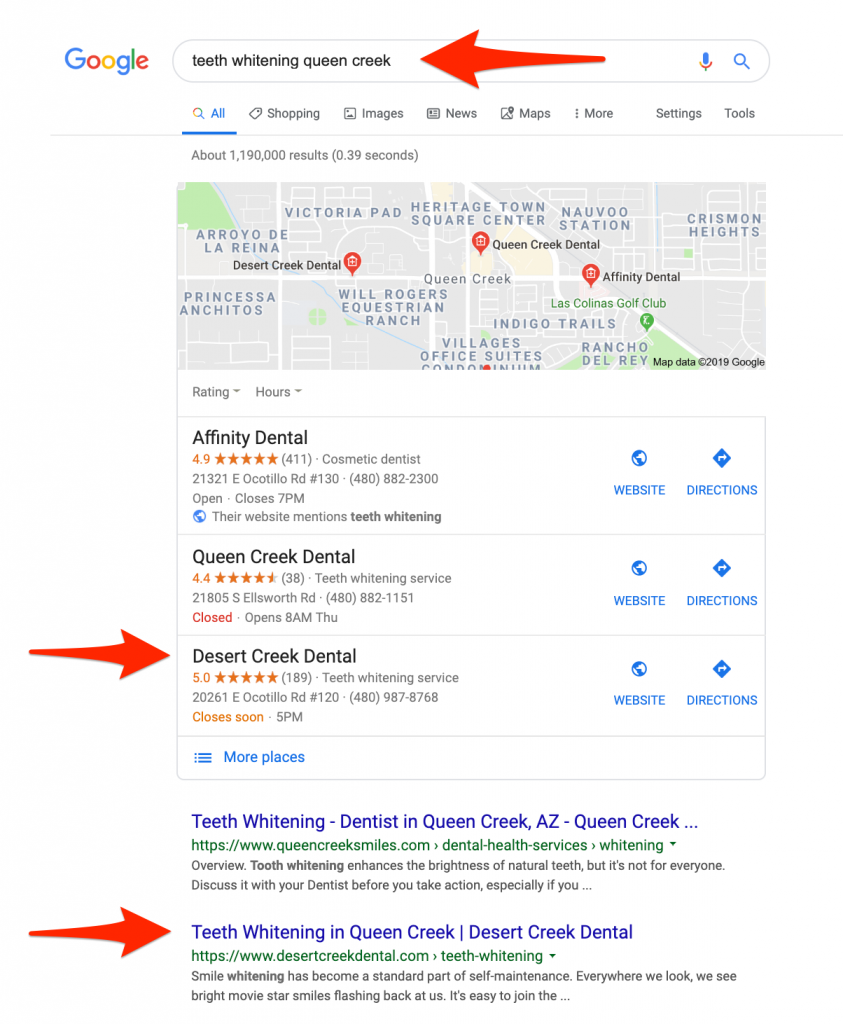 Google
teeth whitening queen creek
All Shopping Images News Maps More Settings Tools
About 1,190,000 results (0.39 seconds)
VICTORIA PAD
HERITAGE TOWN
SQUARE CENTER
NAUVOO
STATION
CRISMON
HEIGHTS
ARROYO DE
LA REINA
Queen Creek Dental
Desert Creek Dental
Queen Creek
Affinity Dental
PRINCESSA
ANCHITOS
WILL ROGERS
EQUESTRIAN
RANCH
Las Colinas Golf Club
INDIGO TRAILS
VILLAGES
OFFICE SUITES
CONDOMINIUM
RANCHO
DEL REY
Map data ©2019 Google
Rating Hours
Affinity Dental
4.9 (411) · Cosmetic dentist
21321 E Ocotillo Rd #130 · (480) 882-2300
Open · Closes 7PM
Their website mentions teeth whitening
WEBSITE DIRECTIONS
Queen Creek Dental
4.4 (38) · Teeth whitening service
21805 S Ellsworth Rd · (480) 882-1151
Closed · Opens 8AM Thu
WEBSITE DIRECTIONS
Desert Creek Dental
5.0 (189) · Teeth whitening service
20261 E Ocotillo Rd #120 · (480) 987-8768
Closes soon · 5PM
WEBSITE DIRECTIONS
More places
Teeth Whitening - Dentist in Queen Creek, AZ - Queen Creek ...
https://www.queencreeksmiles.com › dental-health-services › whitening
Overview. Tooth whitening enhances the brightness of natural teeth, but it's not for everyone.
Discuss it with your Dentist before you take action, especially if you ...
Teeth Whitening in Queen Creek | Desert Creek Dental
https://www.desertcreekdental.com › teeth-whitening
Smile whitening has become a standard part of self-maintenance. Everywhere we look, we see
bright movie star smiles flashing back at us. It's easy to join the ...